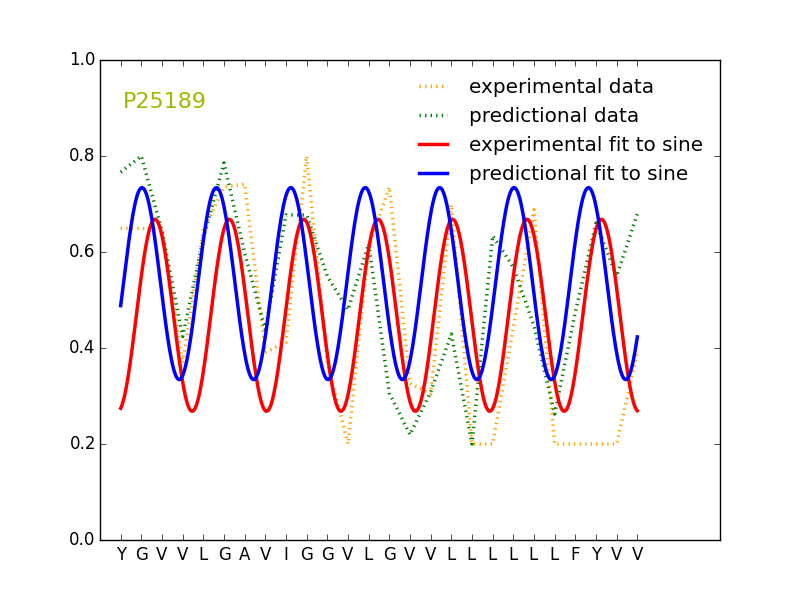 1.0
P25189
experimental data
predictional data
experimental fit to sine
predictional fit to sine
0.8
0.6
0.4
0.2
0.0
Y G V V L G A V I G G V L G V V L L L L L F Y V V